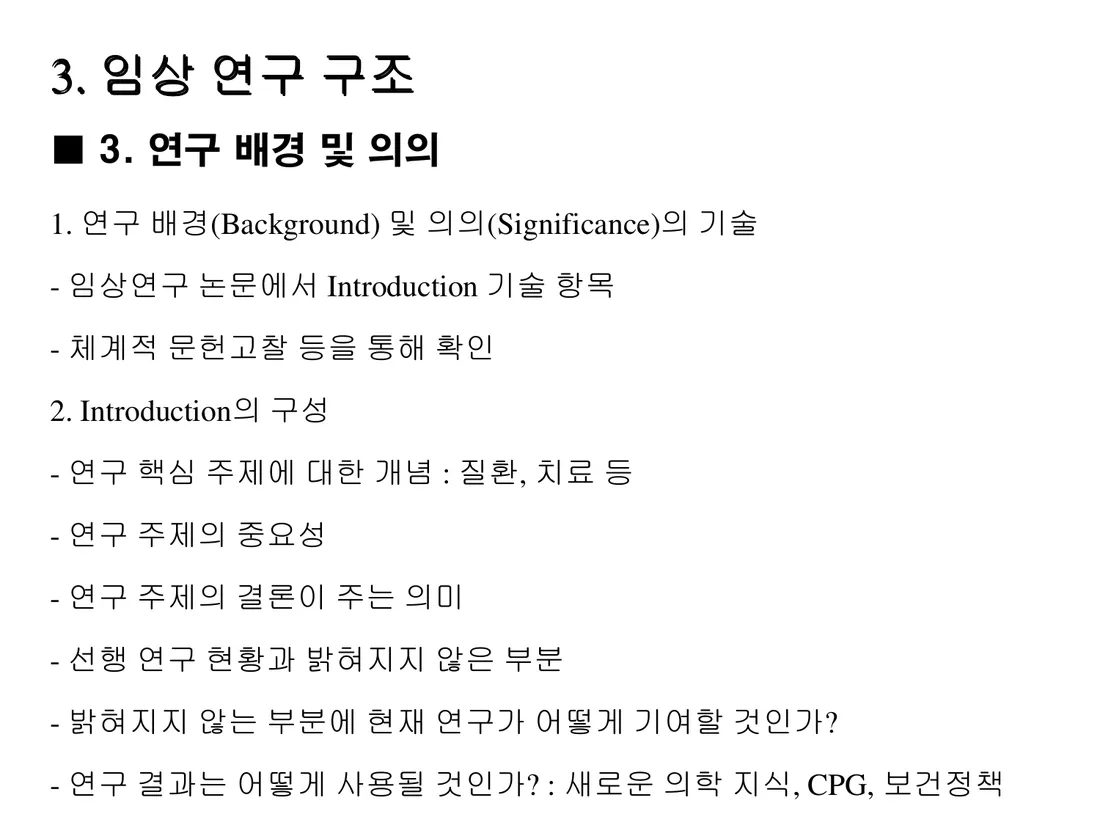 3. 임상 연구 구조
■ 3. 연구 배경 및 의의
1. 연구 배경(Background) 및 의의(Significance)의 기술
- 임상연구 논문에서 Introduction 기술 항목
- 체계적 문헌고찰 등을 통해 확인
2. Introduction의 구성
- 연구 핵심 주제에 대한 개념 : 질환, 치료 등
- 연구 주제의 중요성
- 연구 주제의 결론이 주는 의미
- 선행 연구 현황과 밝혀지지 않은 부분
- 밝혀지지 않는 부분에 현재 연구가 어떻게 기여할 것인가?
- 연구 결과는 어떻게 사용될 것인가? : 새로운 의학 지식, CPG, 보건정책